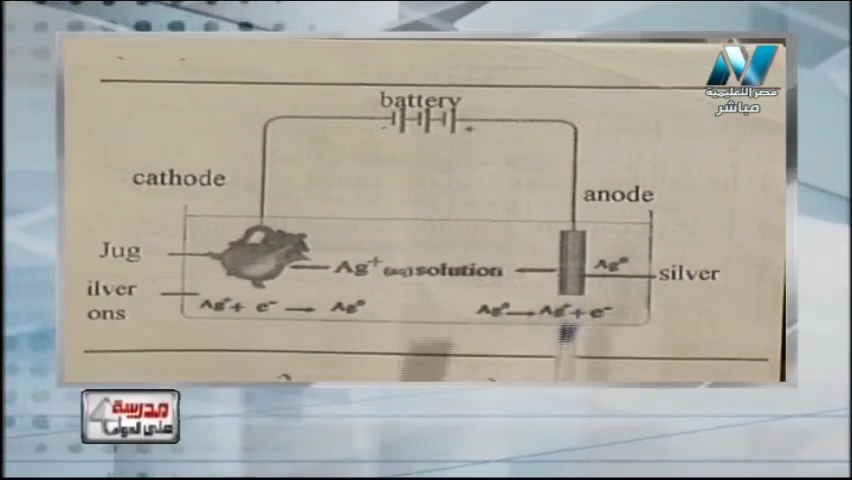 مصر التعليمية
مباشر
battery
- +
cathode
anode
Jug
Ag+(aq) solution
Ag°
silver
ilver
ons
Ag+ + e- → Ag°
Ag° → Ag+ + e-
مدرسة
على الهواء